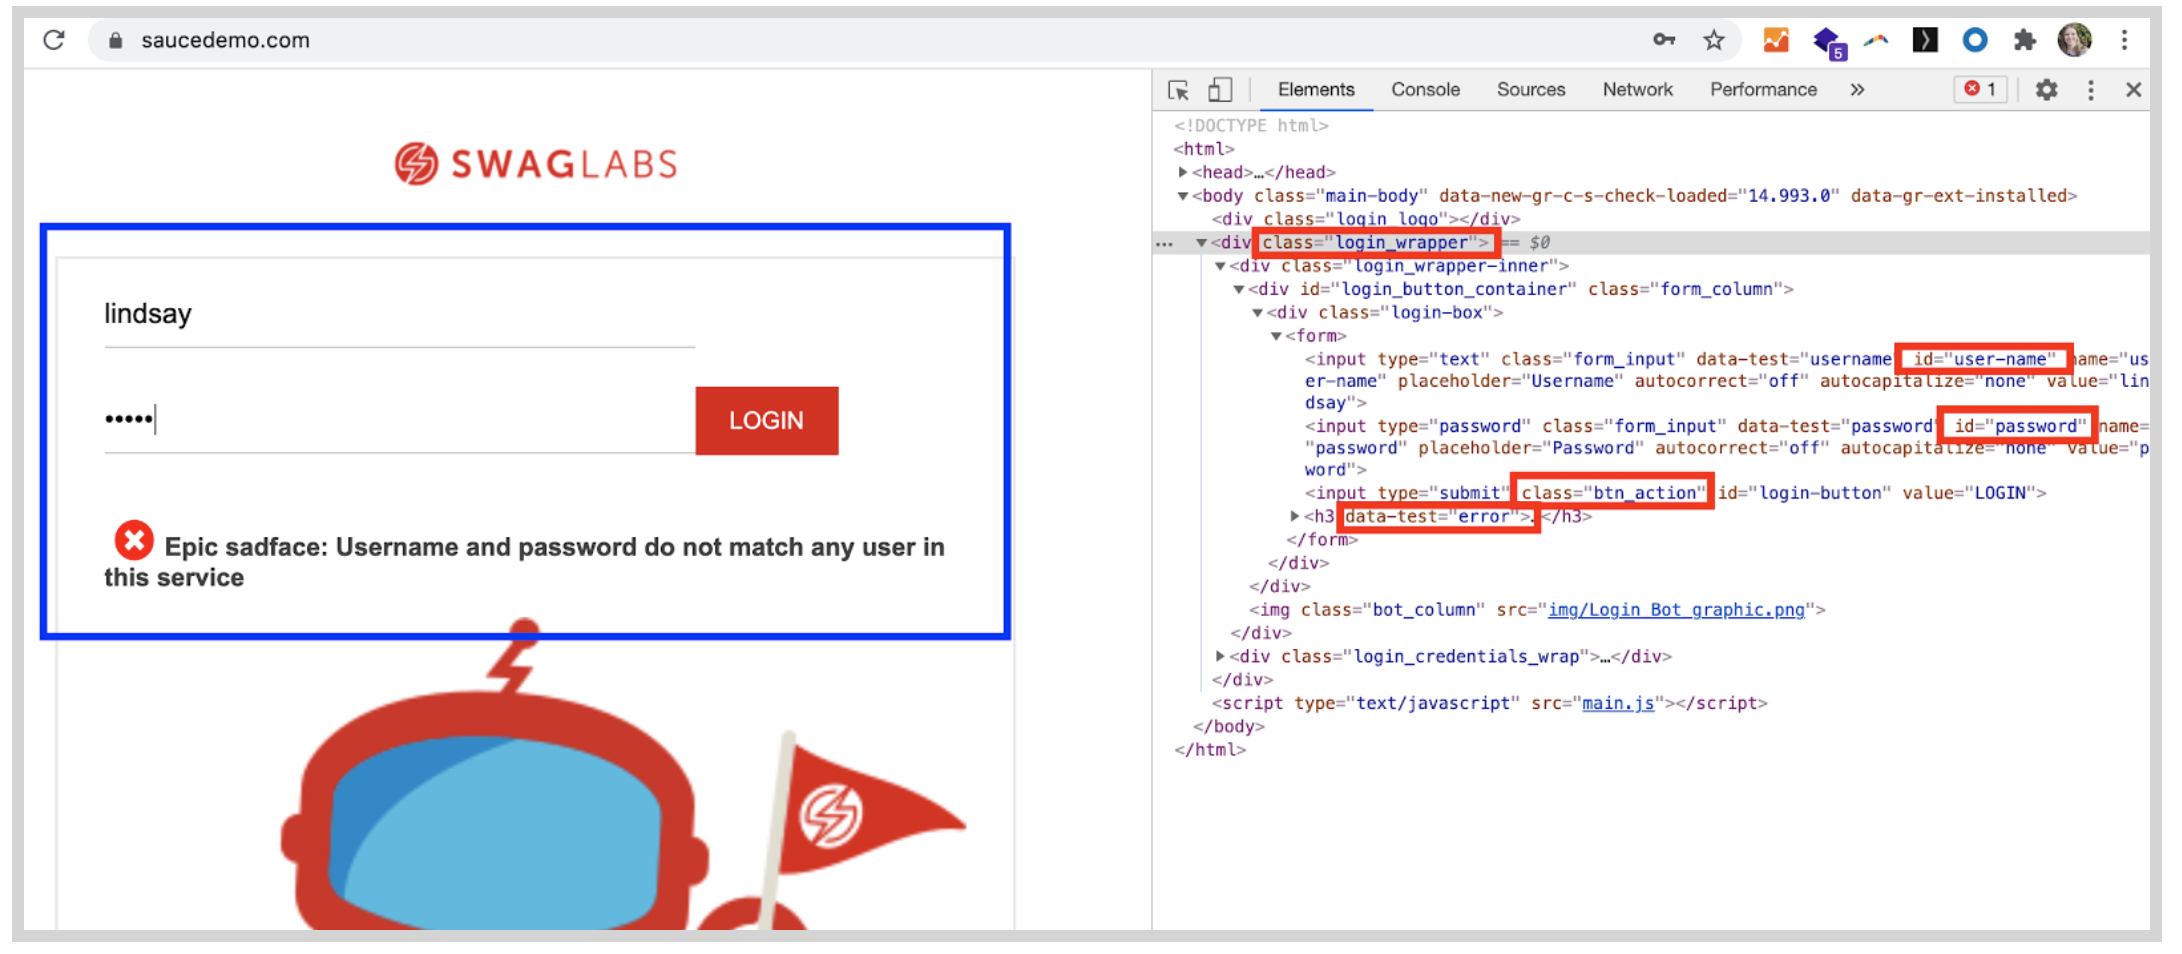 saucedemo.com
5
SWAGLABS
lindsay
•••••
LOGIN
Epic sadface: Username and password do not match any user in
this service
Elements Console Sources Network Performance » 1
<!DOCTYPE html>
<html>
<head>…</head>
<body class="main-body" data-new-gr-c-s-check-loaded="14.993.0" data-gr-ext-installed>
<div class="login_logo"></div>
... <div class="login_wrapper"> == $0
<div class="login_wrapper-inner">
<div id="login_button_container" class="form_column">
<div class="login-box">
<form>
<input type="text" class="form_input" data-test="username id="user-name" name="us
er-name" placeholder="Username" autocorrect="off" autocapitalize="none" value="lin
dsay">
<input type="password" class="form_input" data-test="password" id="password" name=
"password" placeholder="Password" autocorrect="off" autocapitalize="none" value="p
word">
<input type="submit" class="btn_action" id="login-button" value="LOGIN">
<h3 data-test="error">…</h3>
</form>
</div>
</div>
<img class="bot_column" src="img/Login_Bot_graphic.png">
</div>
<div class="login_credentials_wrap">…</div>
</div>
<script type="text/javascript" src="main.js"></script>
</body>
</html>